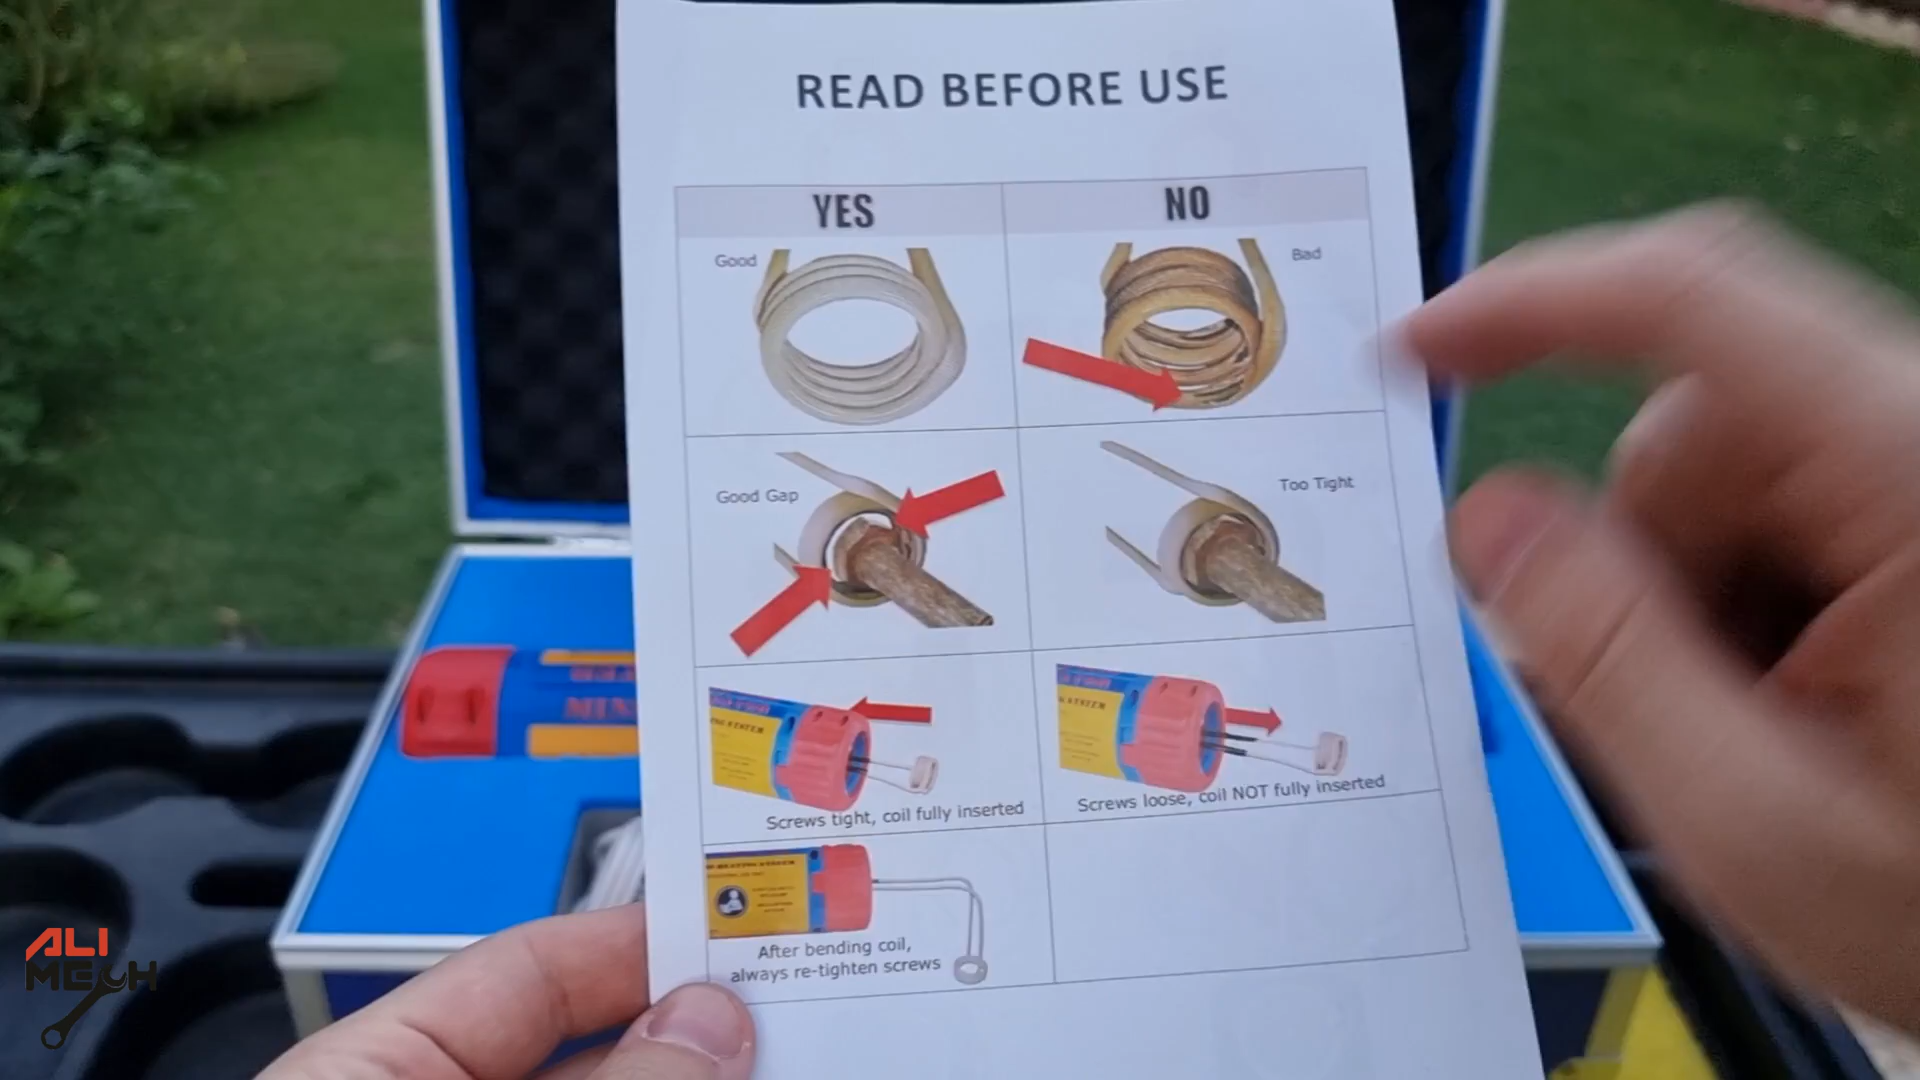 READ BEFORE USE
YES
NO
Good
Bad
Good Gap
Too Tight
Screws tight, coil fully inserted
Screws loose, coil NOT fully inserted
After bending coil,
always re-tighten screws
ALI
MECH